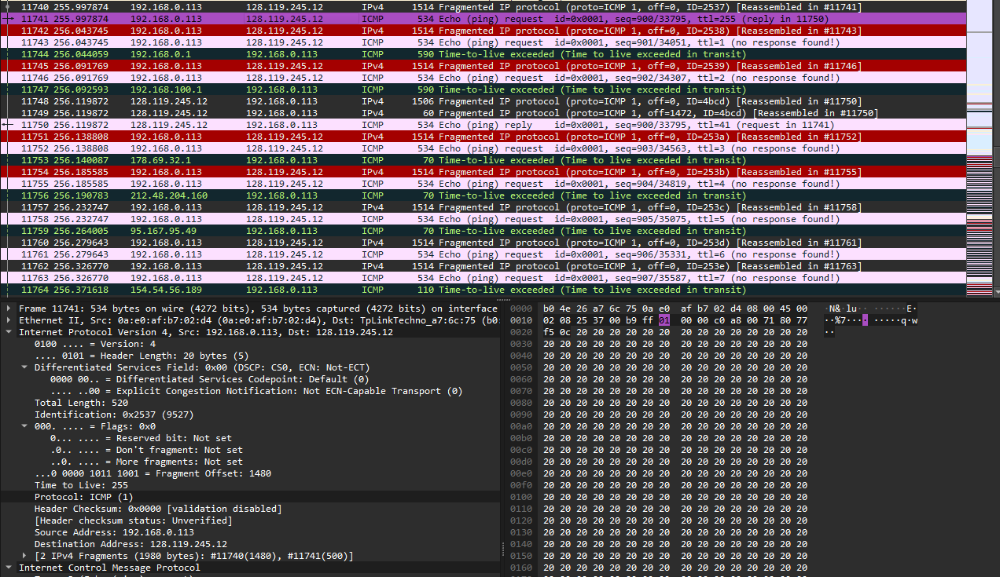 11740 255.997874 192.168.0.113 128.119.245.12 IPv4 1514 Fragmented IP protocol (proto=ICMP 1, off=0, ID=2537) [Reassembled in #11741]
11741 255.997874 192.168.0.113 128.119.245.12 ICMP 534 Echo (ping) request id=0x0001, seq=900/33795, ttl=255 (reply in 11750)
11742 256.043745 192.168.0.113 128.119.245.12 IPv4 1514 Fragmented IP protocol (proto=ICMP 1, off=0, ID=2538) [Reassembled in #11743]
11743 256.043745 192.168.0.113 128.119.245.12 ICMP 534 Echo (ping) request id=0x0001, seq=901/34051, ttl=1 (no response found!)
11744 256.044059 192.168.0.1 192.168.0.113 ICMP 590 Time-to-live exceeded (Time to live exceeded in transit)
11745 256.091769 192.168.0.113 128.119.245.12 IPv4 1514 Fragmented IP protocol (proto=ICMP 1, off=0, ID=2539) [Reassembled in #11746]
11746 256.091769 192.168.0.113 128.119.245.12 ICMP 534 Echo (ping) request id=0x0001, seq=902/34307, ttl=2 (no response found!)
11747 256.092593 192.168.100.1 192.168.0.113 ICMP 590 Time-to-live exceeded (Time to live exceeded in transit)
11748 256.119872 128.119.245.12 192.168.0.113 IPv4 1506 Fragmented IP protocol (proto=ICMP 1, off=0, ID=4bcd) [Reassembled in #11750]
11749 256.119872 128.119.245.12 192.168.0.113 IPv4 60 Fragmented IP protocol (proto=ICMP 1, off=1472, ID=4bcd) [Reassembled in #11750]
11750 256.119872 128.119.245.12 192.168.0.113 ICMP 534 Echo (ping) reply id=0x0001, seq=900/33795, ttl=41 (request in 11741)
11751 256.138808 192.168.0.113 128.119.245.12 IPv4 1514 Fragmented IP protocol (proto=ICMP 1, off=0, ID=253a) [Reassembled in #11752]
11752 256.138808 192.168.0.113 128.119.245.12 ICMP 534 Echo (ping) request id=0x0001, seq=903/34563, ttl=3 (no response found!)
11753 256.140087 178.69.32.1 192.168.0.113 ICMP 70 Time-to-live exceeded (Time to live exceeded in transit)
11754 256.185585 192.168.0.113 128.119.245.12 IPv4 1514 Fragmented IP protocol (proto=ICMP 1, off=0, ID=253b) [Reassembled in #11755]
11755 256.185585 192.168.0.113 128.119.245.12 ICMP 534 Echo (ping) request id=0x0001, seq=904/34819, ttl=4 (no response found!)
11756 256.190783 212.48.204.160 192.168.0.113 ICMP 70 Time-to-live exceeded (Time to live exceeded in transit)
11757 256.232747 192.168.0.113 128.119.245.12 IPv4 1514 Fragmented IP protocol (proto=ICMP 1, off=0, ID=253c) [Reassembled in #11758]
11758 256.232747 192.168.0.113 128.119.245.12 ICMP 534 Echo (ping) request id=0x0001, seq=905/35075, ttl=5 (no response found!)
11759 256.264005 95.167.95.49 192.168.0.113 ICMP 70 Time-to-live exceeded (Time to live exceeded in transit)
11760 256.279643 192.168.0.113 128.119.245.12 IPv4 1514 Fragmented IP protocol (proto=ICMP 1, off=0, ID=253d) [Reassembled in #11761]
11761 256.279643 192.168.0.113 128.119.245.12 ICMP 534 Echo (ping) request id=0x0001, seq=906/35331, ttl=6 (no response found!)
11762 256.326770 192.168.0.113 128.119.245.12 IPv4 1514 Fragmented IP protocol (proto=ICMP 1, off=0, ID=253e) [Reassembled in #11763]
11763 256.326770 192.168.0.113 128.119.245.12 ICMP 534 Echo (ping) request id=0x0001, seq=907/35587, ttl=7 (no response found!)
11764 256.371618 154.54.56.189 192.168.0.113 ICMP 110 Time-to-live exceeded (Time to live exceeded in transit)
Frame 11741: 534 bytes on wire (4272 bits), 534 bytes captured (4272 bits) on interface
Ethernet II, Src: 0a:e0:af:b7:02:d4 (0a:e0:af:b7:02:d4), Dst: TpLinkTechno_a7:6c:75 (b0:
Internet Protocol Version 4, Src: 192.168.0.113, Dst: 128.119.245.12
0100 .... = Version: 4
.... 0101 = Header Length: 20 bytes (5)
Differentiated Services Field: 0x00 (DSCP: CS0, ECN: Not-ECT)
0000 00.. = Differentiated Services Codepoint: Default (0)
.... ..00 = Explicit Congestion Notification: Not ECN-Capable Transport (0)
Total Length: 520
Identification: 0x2537 (9527)
000. .... = Flags: 0x0
0... .... = Reserved bit: Not set
.0.. .... = Don't fragment: Not set
..0. .... = More fragments: Not set
...0 0000 1011 1001 = Fragment Offset: 1480
Time to Live: 255
Protocol: ICMP (1)
Header Checksum: 0x0000 [validation disabled]
[Header checksum status: Unverified]
Source Address: 192.168.0.113
Destination Address: 128.119.245.12
[2 IPv4 Fragments (1980 bytes): #11740(1480), #11741(500)]
Internet Control Message Protocol
0000 b0 4e 26 a7 6c 75 0a e0 af b7 02 d4 08 00 45 00 ·N&·lu·· ······E·
0010 02 08 25 37 00 b9 ff 01 00 00 c0 a8 00 71 80 77 ··%7···· ·····q·w
0020 f5 0c 20 20 20 20 20 20 20 20 20 20 20 20 20 20 ··
0030 20 20 20 20 20 20 20 20 20 20 20 20 20 20 20 20
0040 20 20 20 20 20 20 20 20 20 20 20 20 20 20 20 20
0050 20 20 20 20 20 20 20 20 20 20 20 20 20 20 20 20
0060 20 20 20 20 20 20 20 20 20 20 20 20 20 20 20 20
0070 20 20 20 20 20 20 20 20 20 20 20 20 20 20 20 20
0080 20 20 20 20 20 20 20 20 20 20 20 20 20 20 20 20
0090 20 20 20 20 20 20 20 20 20 20 20 20 20 20 20 20
00a0 20 20 20 20 20 20 20 20 20 20 20 20 20 20 20 20
00b0 20 20 20 20 20 20 20 20 20 20 20 20 20 20 20 20
00c0 20 20 20 20 20 20 20 20 20 20 20 20 20 20 20 20
00d0 20 20 20 20 20 20 20 20 20 20 20 20 20 20 20 20
00e0 20 20 20 20 20 20 20 20 20 20 20 20 20 20 20 20
00f0 20 20 20 20 20 20 20 20 20 20 20 20 20 20 20 20
0100 20 20 20 20 20 20 20 20 20 20 20 20 20 20 20 20
0110 20 20 20 20 20 20 20 20 20 20 20 20 20 20 20 20
0120 20 20 20 20 20 20 20 20 20 20 20 20 20 20 20 20
0130 20 20 20 20 20 20 20 20 20 20 20 20 20 20 20 20
0140 20 20 20 20 20 20 20 20 20 20 20 20 20 20 20 20
0150 20 20 20 20 20 20 20 20 20 20 20 20 20 20 20 20
0160 20 20 20 20 20 20 20 20 20 20 20 20 20 20 20 20